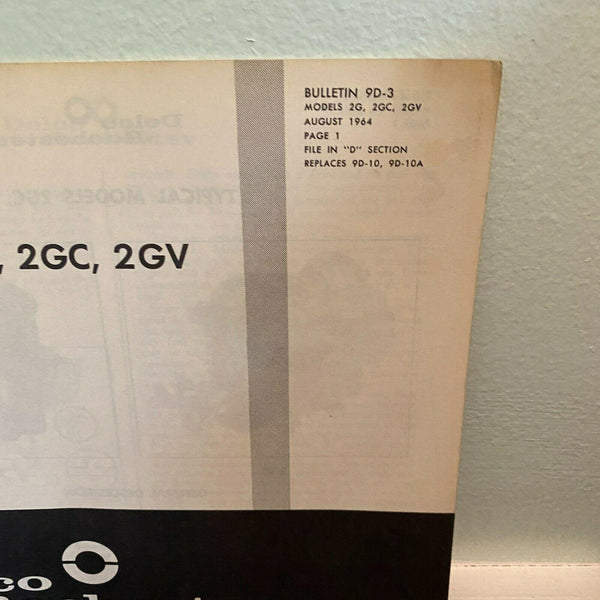 BULLETIN 9D-3
MODELS 2G, 2GC, 2GV
AUGUST 1964
PAGE 1
FILE IN "D" SECTION
REPLACES 9D-10, 9D-10A
, 2GC, 2GV
co